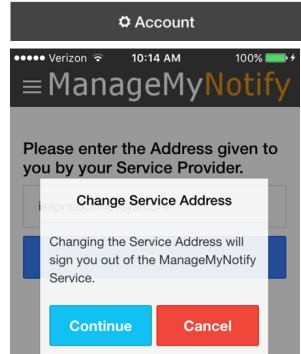 Account
Verizon 10:14 AM 100%
ManageMyNotify
Please enter the Address given to
you by your Service Provider.
Change Service Address
Changing the Service Address will
sign you out of the ManageMyNotify
Service.
Continue Cancel